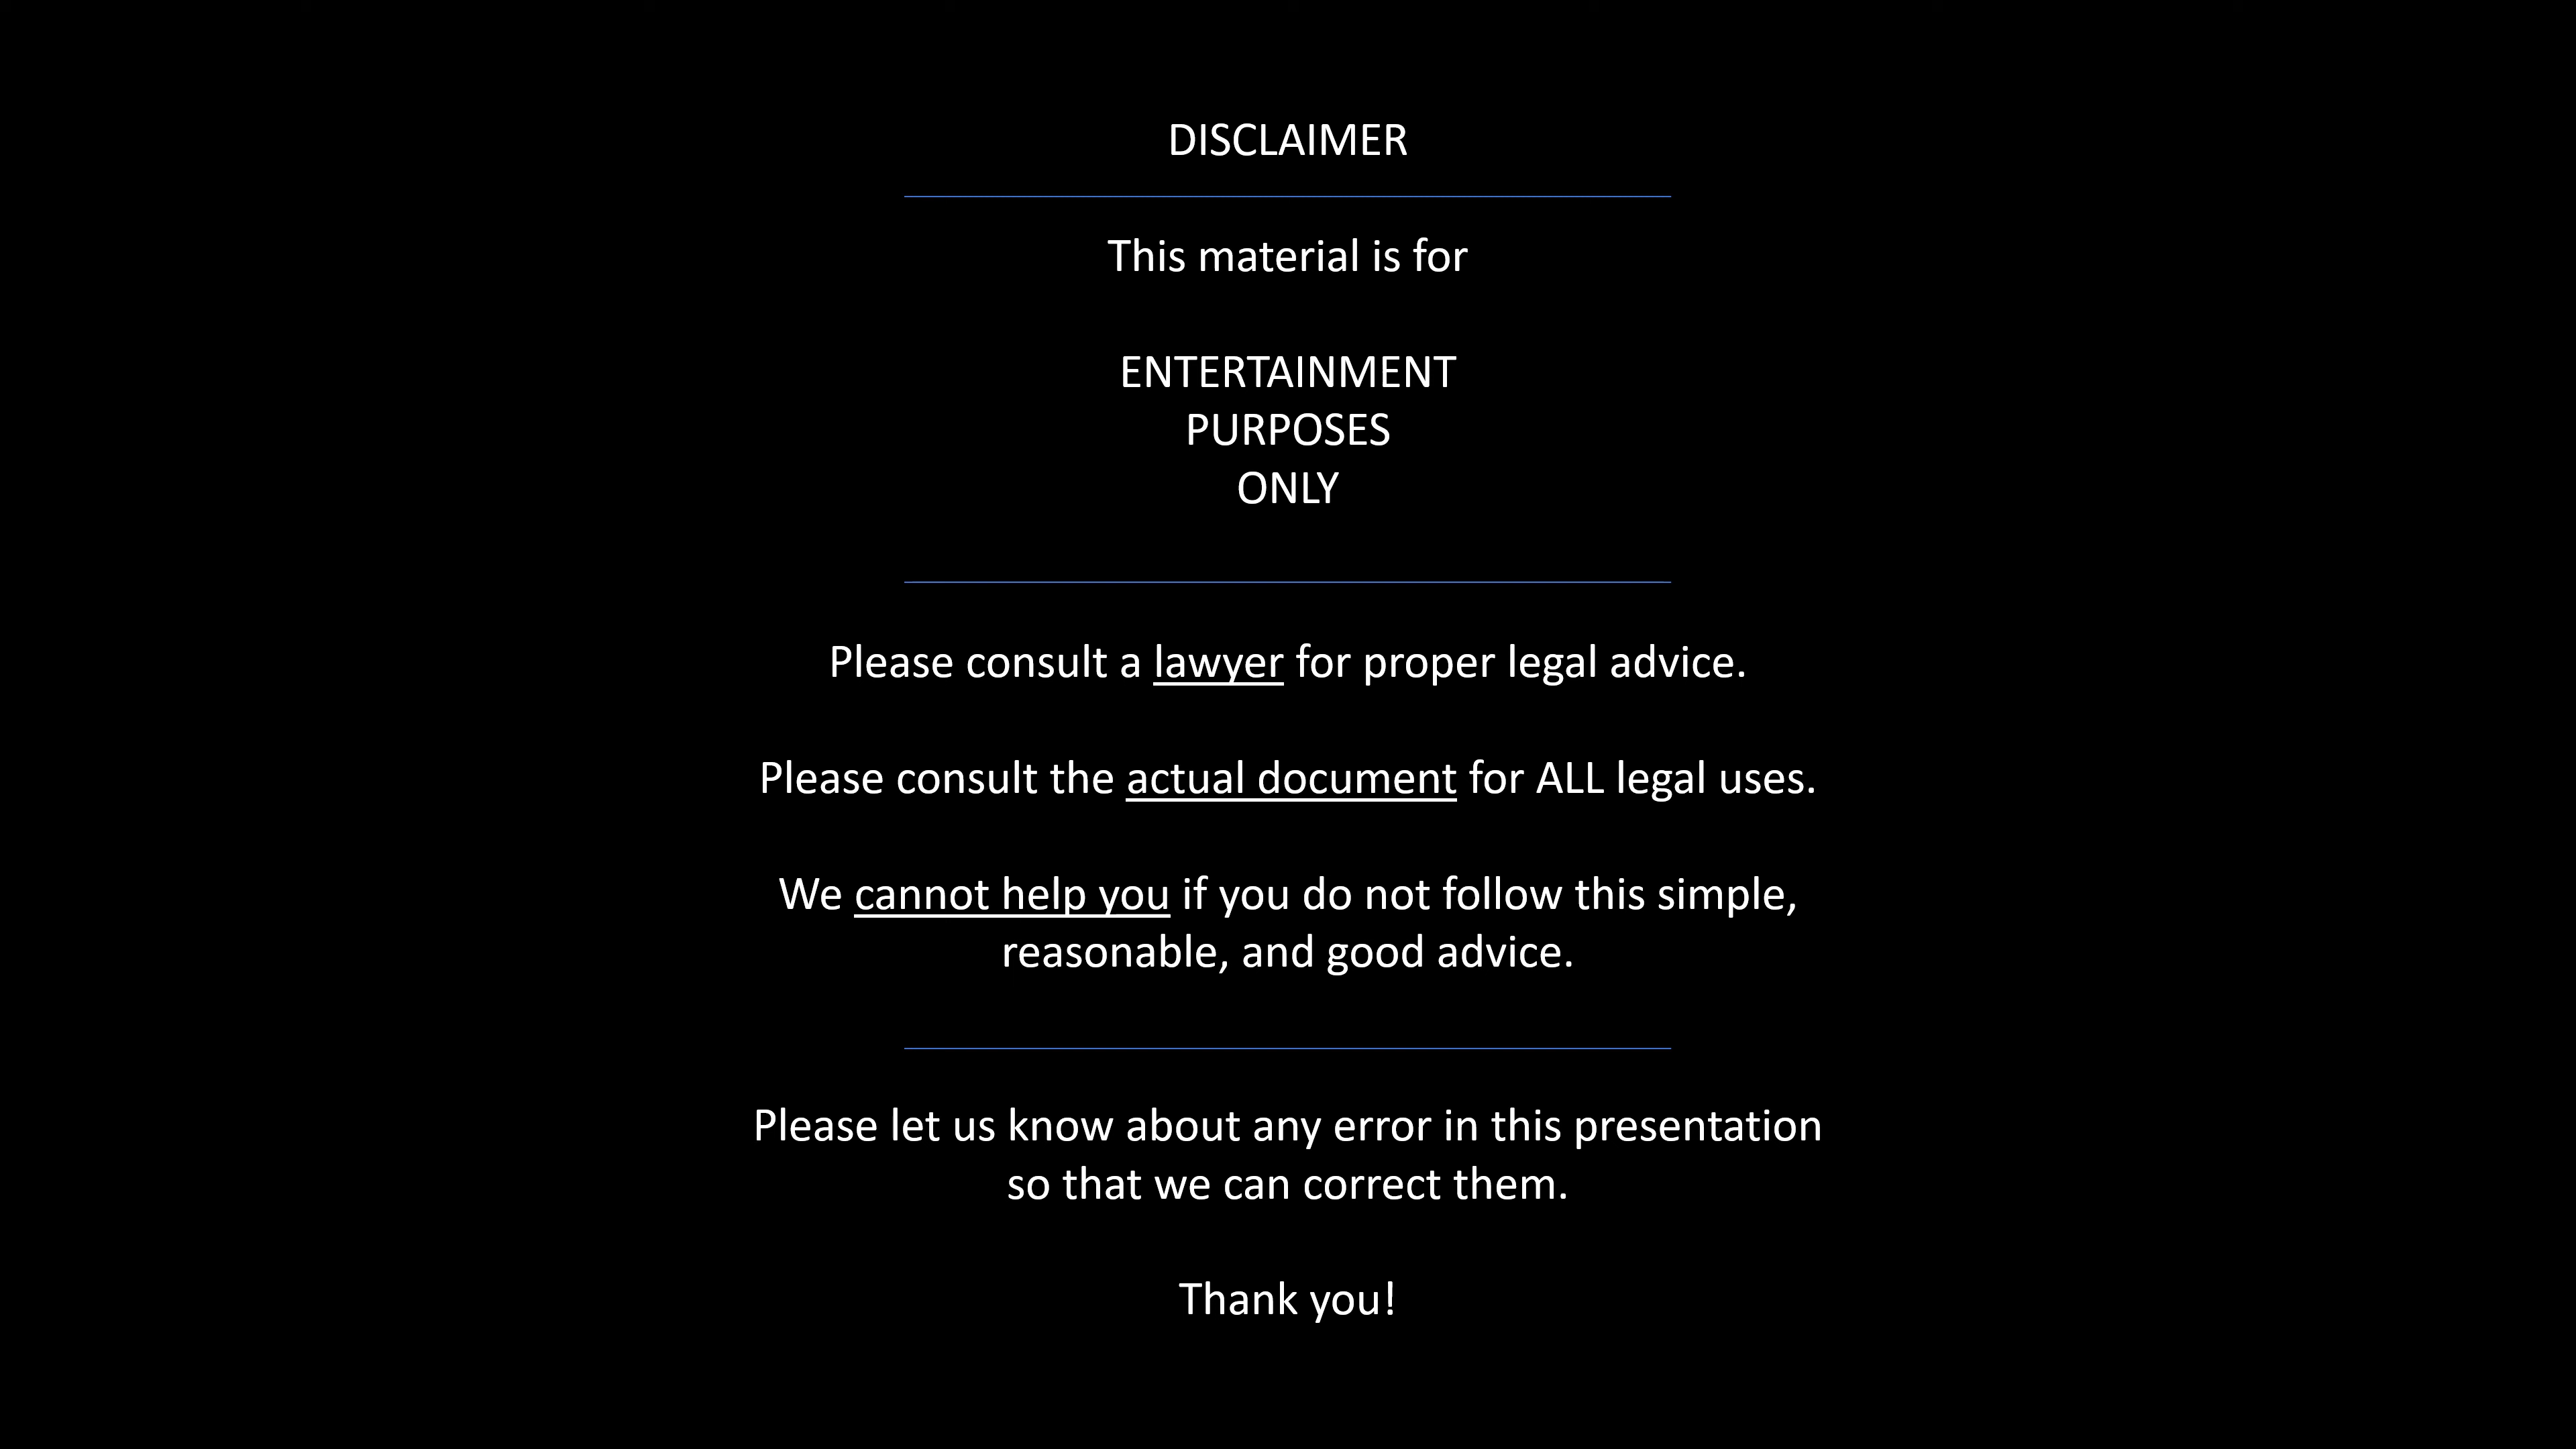 DISCLAIMER
This material is for
ENTERTAINMENT
PURPOSES
ONLY
Please consult a lawyer for proper legal advice.
Please consult the actual document for ALL legal uses.
We cannot help you if you do not follow this simple,
reasonable, and good advice.
Please let us know about any error in this presentation
so that we can correct them.
Thank you!